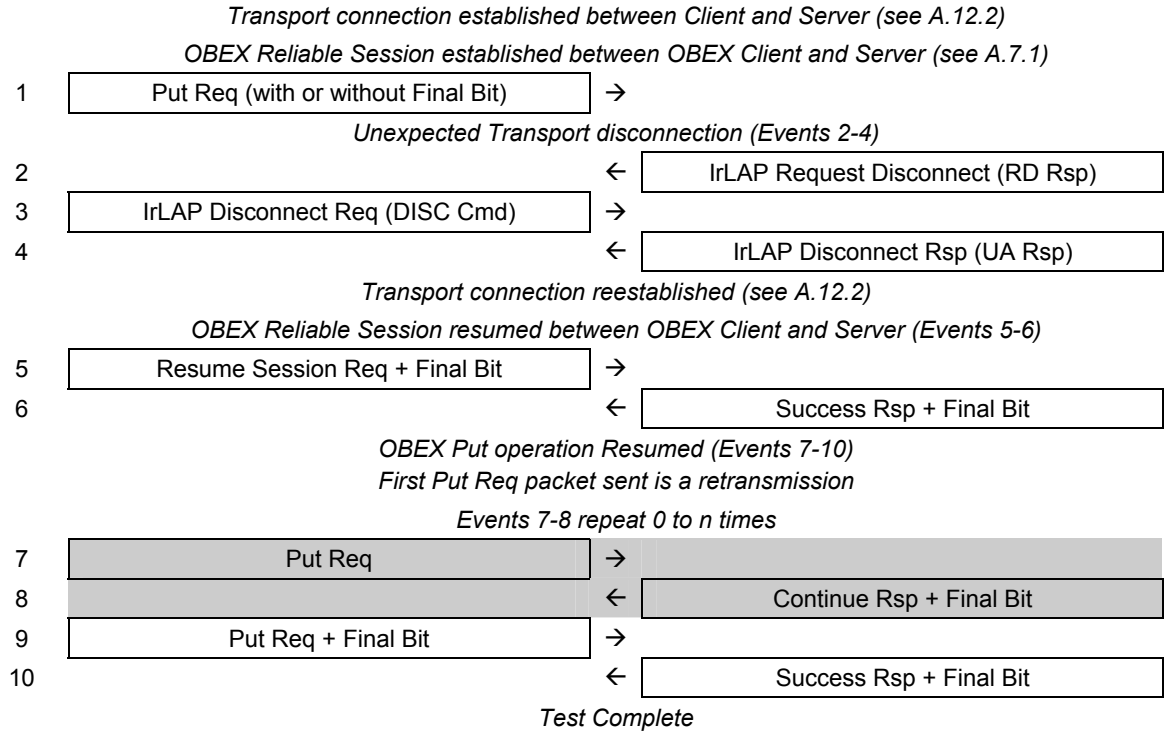 Transport connection established between Client and Server (see A.12.2)
OBEX Reliable Session established between OBEX Client and Server (see A.7.1)
1 Put Req (with or without Final Bit) →
Unexpected Transport disconnection (Events 2-4)
2 ← IrLAP Request Disconnect (RD Rsp)
3 IrLAP Disconnect Req (DISC Cmd) →
4 ← IrLAP Disconnect Rsp (UA Rsp)
Transport connection reestablished (see A.12.2)
OBEX Reliable Session resumed between OBEX Client and Server (Events 5-6)
5 Resume Session Req + Final Bit →
6 ← Success Rsp + Final Bit
OBEX Put operation Resumed (Events 7-10)
First Put Req packet sent is a retransmission
Events 7-8 repeat 0 to n times
7 Put Req →
8 ← Continue Rsp + Final Bit
9 Put Req + Final Bit →
10 ← Success Rsp + Final Bit
Test Complete